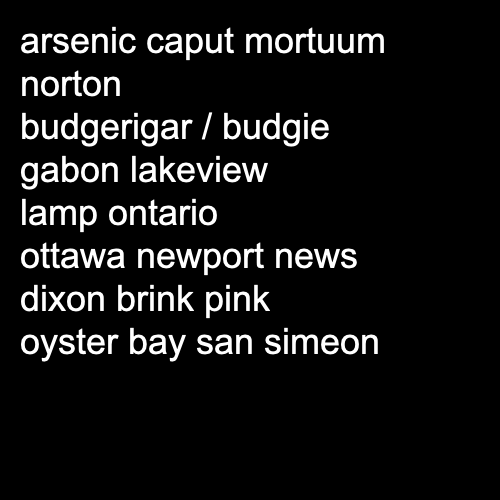 arsenic caput mortuum
norton
budgerigar / budgie
gabon lakeview
lamp ontario
ottawa newport news
dixon brink pink
oyster bay san simeon